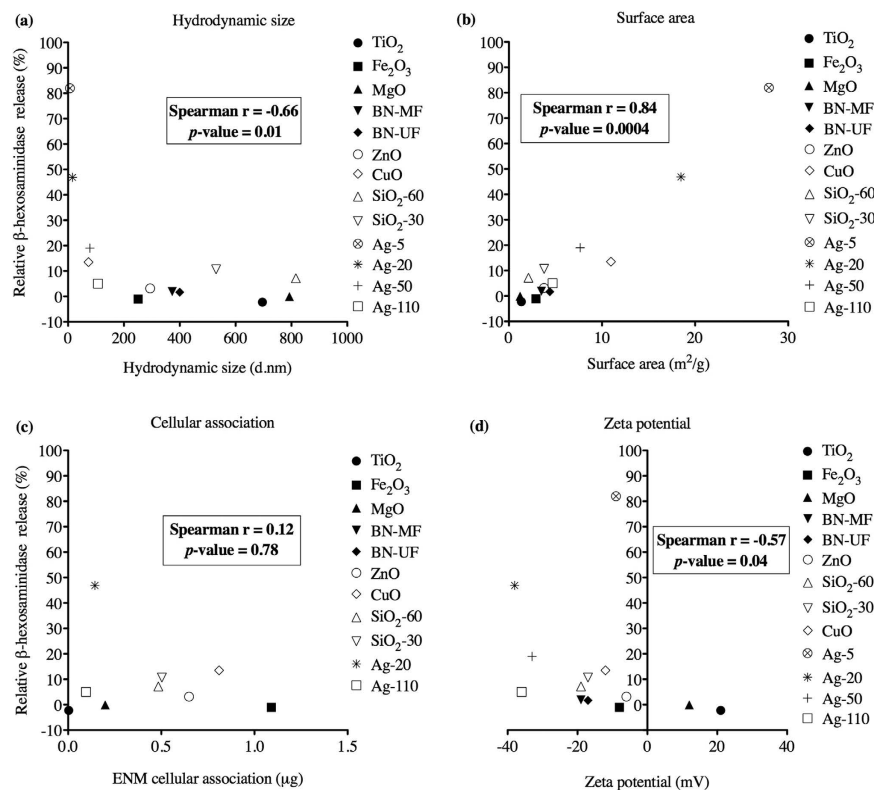 (a)
Hydrodynamic size
Relative β-hexosaminidase release (%)
100
90
80
70
60
50
40
30
20
10
0
-10
Spearman r = -0.66
p-value = 0.01
0 200 400 600 800 1000
Hydrodynamic size (d.nm)
TiO2
Fe2O3
MgO
BN-MF
BN-UF
ZnO
CuO
SiO2-60
SiO2-30
Ag-5
Ag-20
Ag-50
Ag-110
(b)
Surface area
100
90
80
70
60
50
40
30
20
10
0
-10
Spearman r = 0.84
p-value = 0.0004
0 10 20 30
Surface area (m2/g)
TiO2
Fe2O3
MgO
BN-MF
BN-UF
ZnO
CuO
SiO2-60
SiO2-30
Ag-5
Ag-20
Ag-50
Ag-110
(c)
Cellular association
Relative β-hexosaminidase release (%)
100
90
80
70
60
50
40
30
20
10
0
-10
Spearman r = 0.12
p-value = 0.78
0.0 0.5 1.0 1.5
ENM cellular association (µg)
TiO2
Fe2O3
MgO
BN-MF
BN-UF
ZnO
CuO
SiO2-60
SiO2-30
Ag-20
Ag-110
(d)
Zeta potential
100
90
80
70
60
50
40
30
20
10
0
-10
Spearman r = -0.57
p-value = 0.04
-40 -20 0 20 40
Zeta potential (mV)
TiO2
Fe2O3
MgO
BN-MF
BN-UF
ZnO
SiO2-60
SiO2-30
CuO
Ag-5
Ag-20
Ag-50
Ag-110